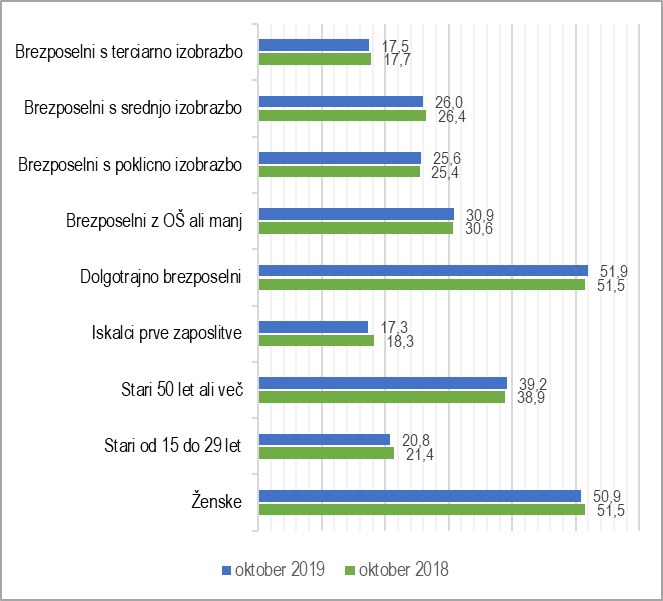 Brezposelni s terciarno izobrazbo
17,5
17,7
Brezposelni s srednjo izobrazbo
26,0
26,4
Brezposelni s poklicno izobrazbo
25,6
25,4
Brezposelni z OŠ ali manj
30,9
30,6
Dolgotrajno brezposelni
51,9
51,5
Iskalci prve zaposlitve
17,3
18,3
Stari 50 let ali več
39,2
38,9
Stari od 15 do 29 let
20,8
21,4
Ženske
50,9
51,5
oktober 2019 oktober 2018